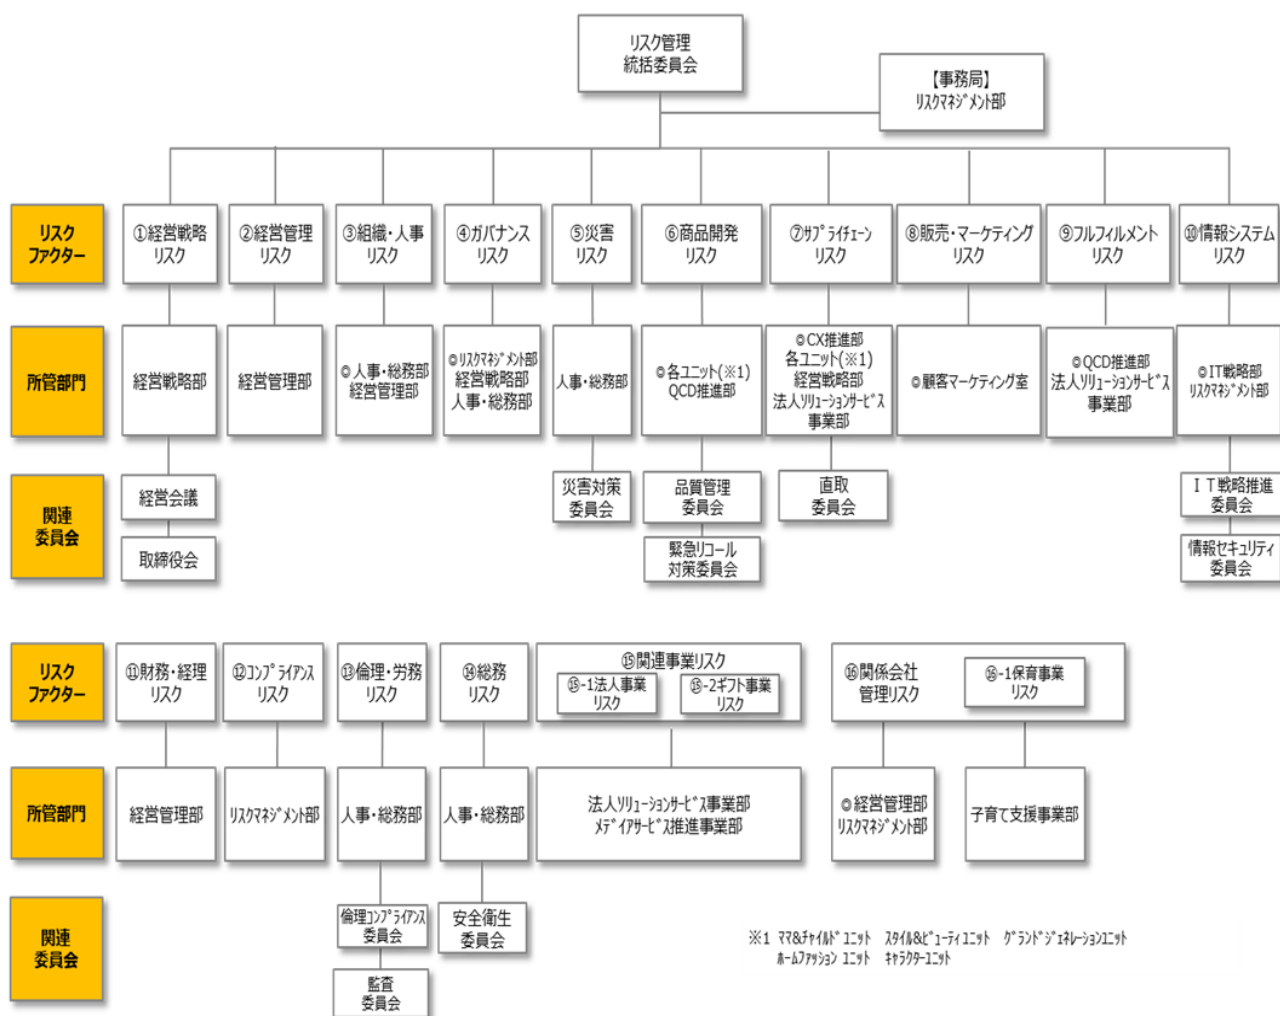 リスク管理
統括委員会
【事務局】
リスクマネジメント部
リスク
ファクター
①経営戦略
リスク
②経営管理
リスク
③組織・人事
リスク
④ガバナンス
リスク
⑤災害
リスク
⑥商品開発
リスク
⑦サプライチェーン
リスク
⑧販売・マーケティング
リスク
⑨フルフィルメント
リスク
⑩情報システム
リスク
所管部門
経営戦略部
経営管理部
◎人事・総務部
経営管理部
◎リスクマネジメント部
経営戦略部
人事・総務部
人事・総務部
◎各ユニット(※1)
QCD推進部
◎CX推進部
各ユニット(※1)
経営戦略部
法人ソリューションサービス
事業部
◎顧客マーケティング室
◎QCD推進部
法人ソリューションサービス
事業部
◎IT戦略部
リスクマネジメント部
関連
委員会
経営会議
取締役会
災害対策
委員会
品質管理
委員会
緊急リコール
対策委員会
直取
委員会
ＩＴ戦略推進
委員会
情報セキュリティ
委員会
リスク
ファクター
⑪財務・経理
リスク
⑫コンプライアンス
リスク
⑬倫理・労務
リスク
⑭総務
リスク
⑮関連事業リスク
⑮-1法人事業
リスク
⑮-2ギフト事業
リスク
⑯関係会社
管理リスク
⑯-1保育事業
リスク
所管部門
経営管理部
リスクマネジメント部
人事・総務部
人事・総務部
法人ソリューションサービス事業部
メディアサービス推進事業部
◎経営管理部
リスクマネジメント部
子育て支援事業部
関連
委員会
倫理コンプライアンス
委員会
監査
委員会
安全衛生
委員会
※1 ママ&チャイルドユニット スタイル&ビューティユニット グランドジェネレーションユニット
ホームファッション ユニット キャラクターユニット